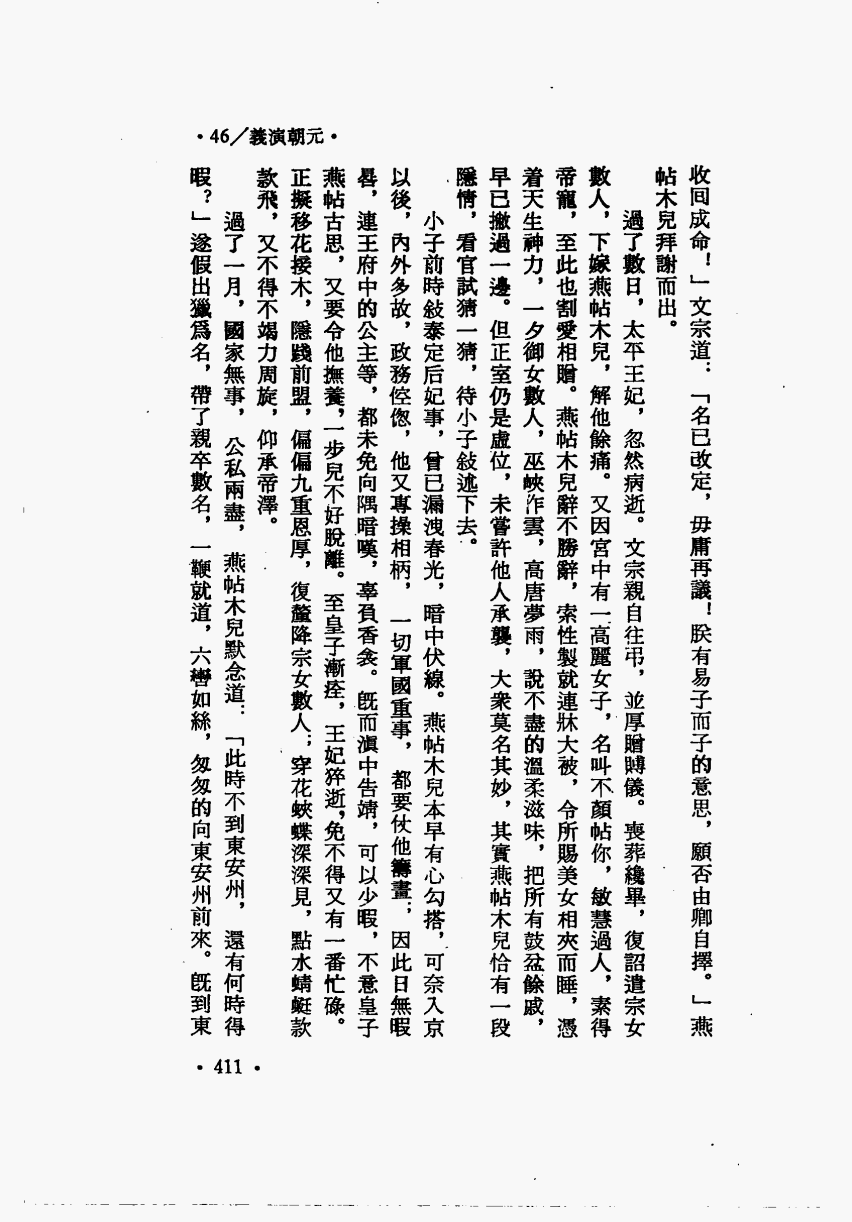 •46／義演朝元•
收回成命！」文宗道：「名已改定，毋庸再議！朕有易子而子的意思，願否由卿自擇。」燕
帖木兒拜謝而出。
過了數日，太平王妃，忽然病逝。文宗親自往弔，並厚贈賻儀。喪葬纔畢，復詔遣宗女
數人，下嫁燕帖木兒，解他餘痛。又因宮中有一高麗女子，名叫不顏帖你，敏慧過人，素得
帝寵，至此也割愛相贈。燕帖木兒辭不勝辭，索性製就連牀大被，令所賜美女相夾而睡，憑
着天生神力，一夕御女數人，巫峽作雲，高唐夢雨，說不盡的溫柔滋味，把所有鼓盆餘戚，
早已撇過一邊。但正室仍是虛位，未嘗許他人承襲，大衆莫名其妙，其實燕帖木兒恰有一段
隱情，看官試猜一猜，待小子敍述下去。
小子前時敍泰定后妃事，曾已漏洩春光，暗中伏線。燕帖木兒本早有心勾搭，可奈入京
以後，內外多故，政務倥傯，他又專操相柄，一切軍國重事，都要仗他籌畫；因此日無暇
晷，連王府中的公主等，都未免向隅暗嘆，辜負香衾。旣而滇中告靖，可以少暇，不意皇子
燕帖古思，又要令他撫養，一步兒不好脫離。至皇子漸痊，王妃猝逝，免不得又有一番忙碌。
正擬移花接木，隱踐前盟，偏偏九重恩厚，復釐降宗女數人；穿花蛺蝶深深見，點水蜻蜓款
款飛，又不得不竭力周旋，仰承帝澤。
過了一月，國家無事，公私兩盡，燕帖木兒默念道：「此時不到東安州，還有何時得
暇？」遂假出獵爲名，帶了親卒數名，一鞭就道，六轡如絲，匆匆的向東安州前來。旣到東
•411•